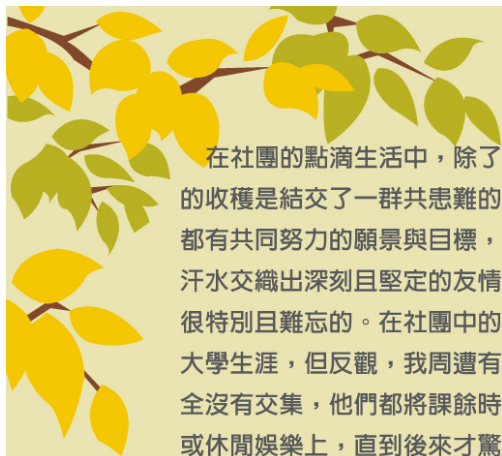 在社團的點滴生活中，除了
的收穫是結交了一群共患難的
都有共同努力的願景與目標，
汗水交織出深刻且堅定的友情
很特別且難忘的。在社團中的
大學生涯，但反觀，我周遭有
全沒有交集，他們都將課餘時
或休閒娛樂上，直到後來才驚